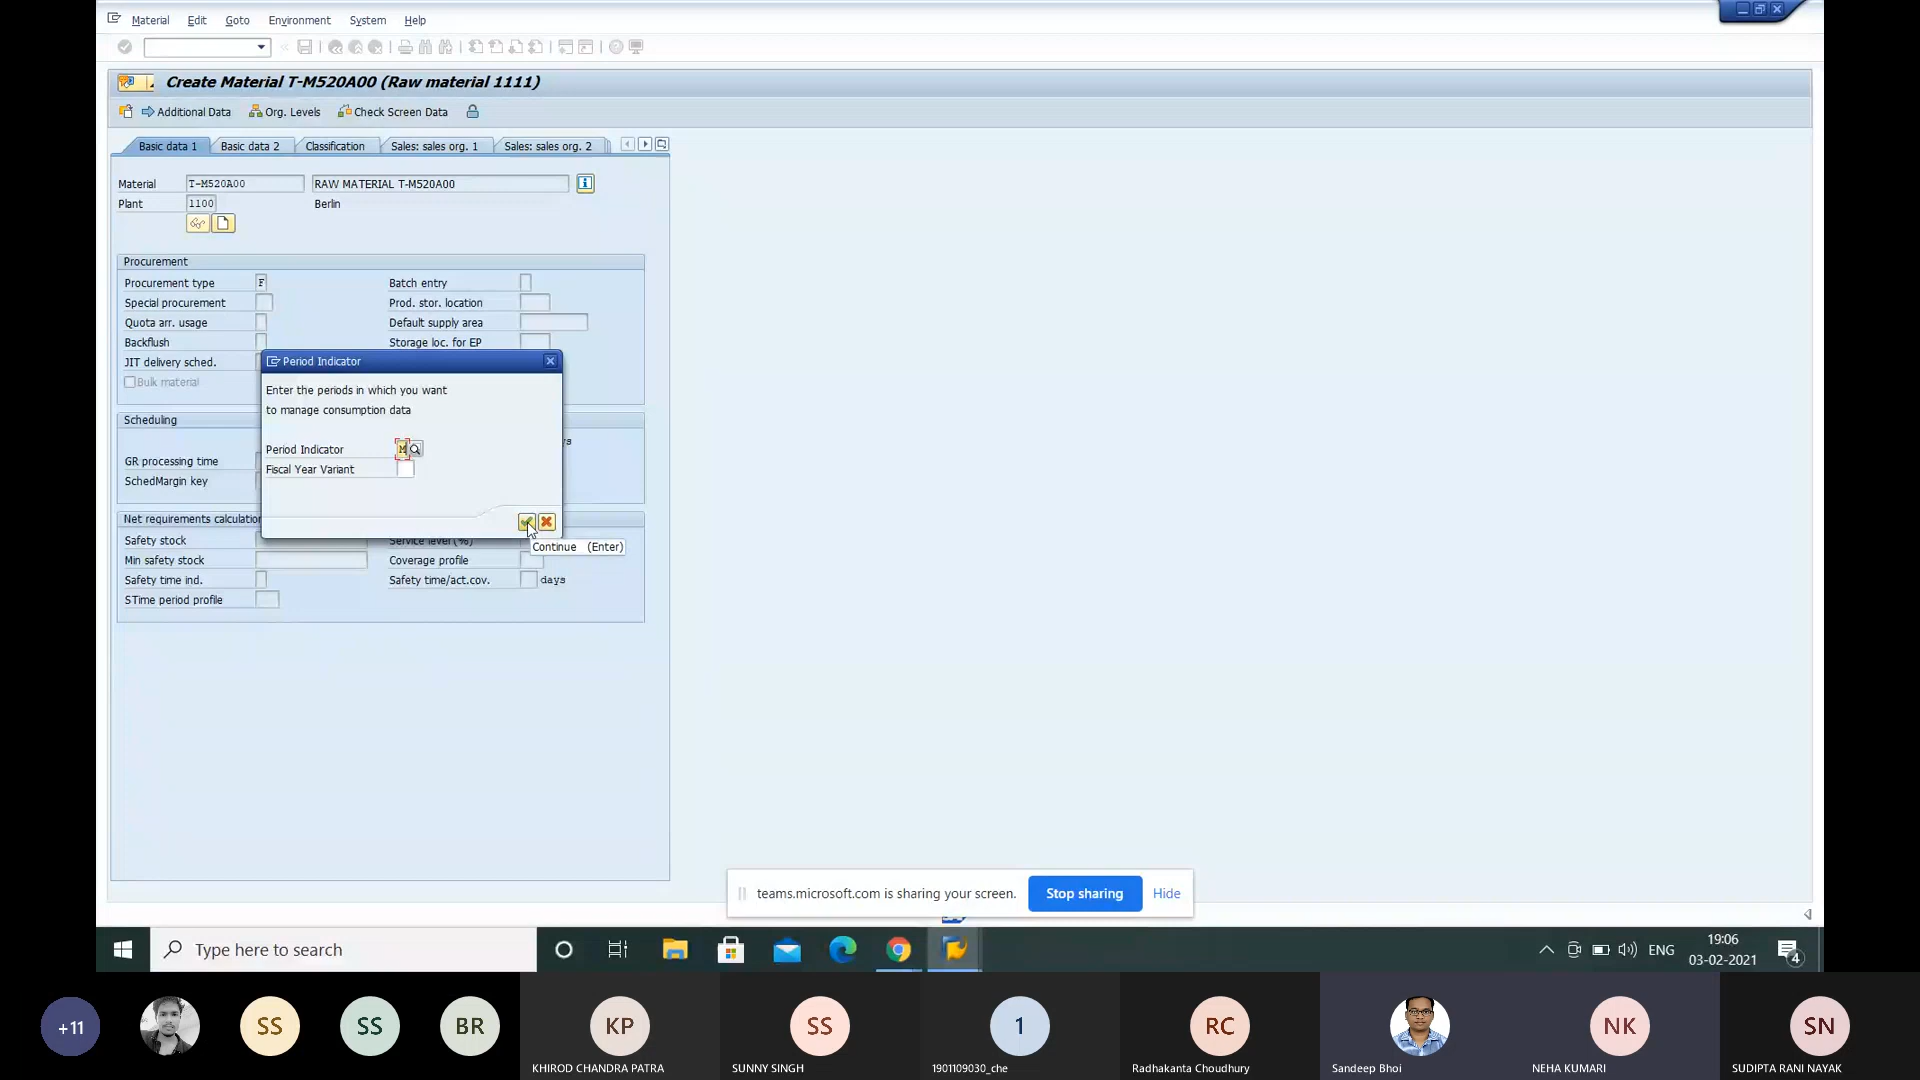 Material Edit Goto Environment System Help
Create Material T-M520A00 (Raw material 1111)
Additional Data Org. Levels Check Screen Data
Basic data 1 Basic data 2 Classification Sales: sales org. 1 Sales: sales org. 2
Material T-M520A00 RAW MATERIAL T-M520A00
Plant 1100 Berlin
Procurement
Procurement type F Batch entry
Special procurement Prod. stor. location
Quota arr. usage Default supply area
Backflush Storage loc. for EP
JIT delivery sched.
Bulk material
Period Indicator
Enter the periods in which you want
to manage consumption data
Period Indicator M
Fiscal Year Variant
Continue (Enter)
Scheduling
GR processing time
SchedMargin key
Net requirements calculation
Safety stock Service level (%)
Min safety stock Coverage profile
Safety time ind. Safety time/act.cov. days
STime period profile
teams.microsoft.com is sharing your screen. Stop sharing Hide
Type here to search
ENG
19:06
03-02-2021
4
+11 SS SS BR KP SS 1 RC NK SN
KHIROD CHANDRA PATRA SUNNY SINGH 1901109030_che Radhakanta Choudhury Sandeep Bhoi NEHA KUMARI SUDIPTA RANI NAYAK